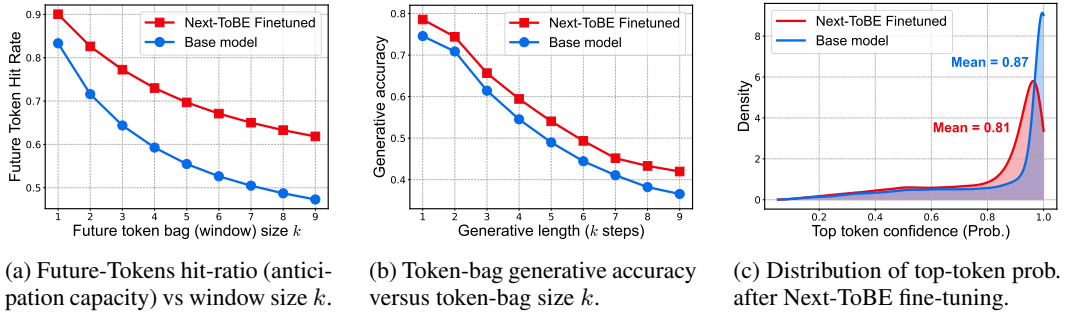 Future Token Hit Rate
0.9
0.8
0.7
0.6
0.5
Next-ToBE Finetuned
Base model
1 2 3 4 5 6 7 8 9
Future token bag (window) size k
(a) Future-Tokens hit-ratio (antici-
pation capacity) vs window size k.
Generative accuracy
0.8
0.7
0.6
0.5
0.4
Next-ToBE Finetuned
Base model
1 2 3 4 5 6 7 8 9
Generative length (k steps)
(b) Token-bag generative accuracy
versus token-bag size k.
Density
8
6
4
2
0
Next-ToBE Finetuned
Base model
Mean = 0.87
Mean = 0.81
0.2 0.4 0.6 0.8 1.0
Top token confidence (Prob.)
(c) Distribution of top-token prob.
after Next-ToBE fine-tuning.